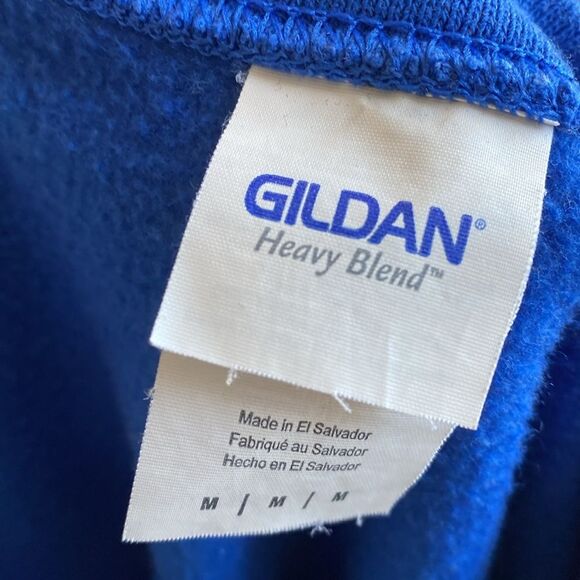 GILDAN®
Heavy Blend™
Made in El Salvador
Fabriqué au Salvador
Hecho en El Salvador
M / M / M